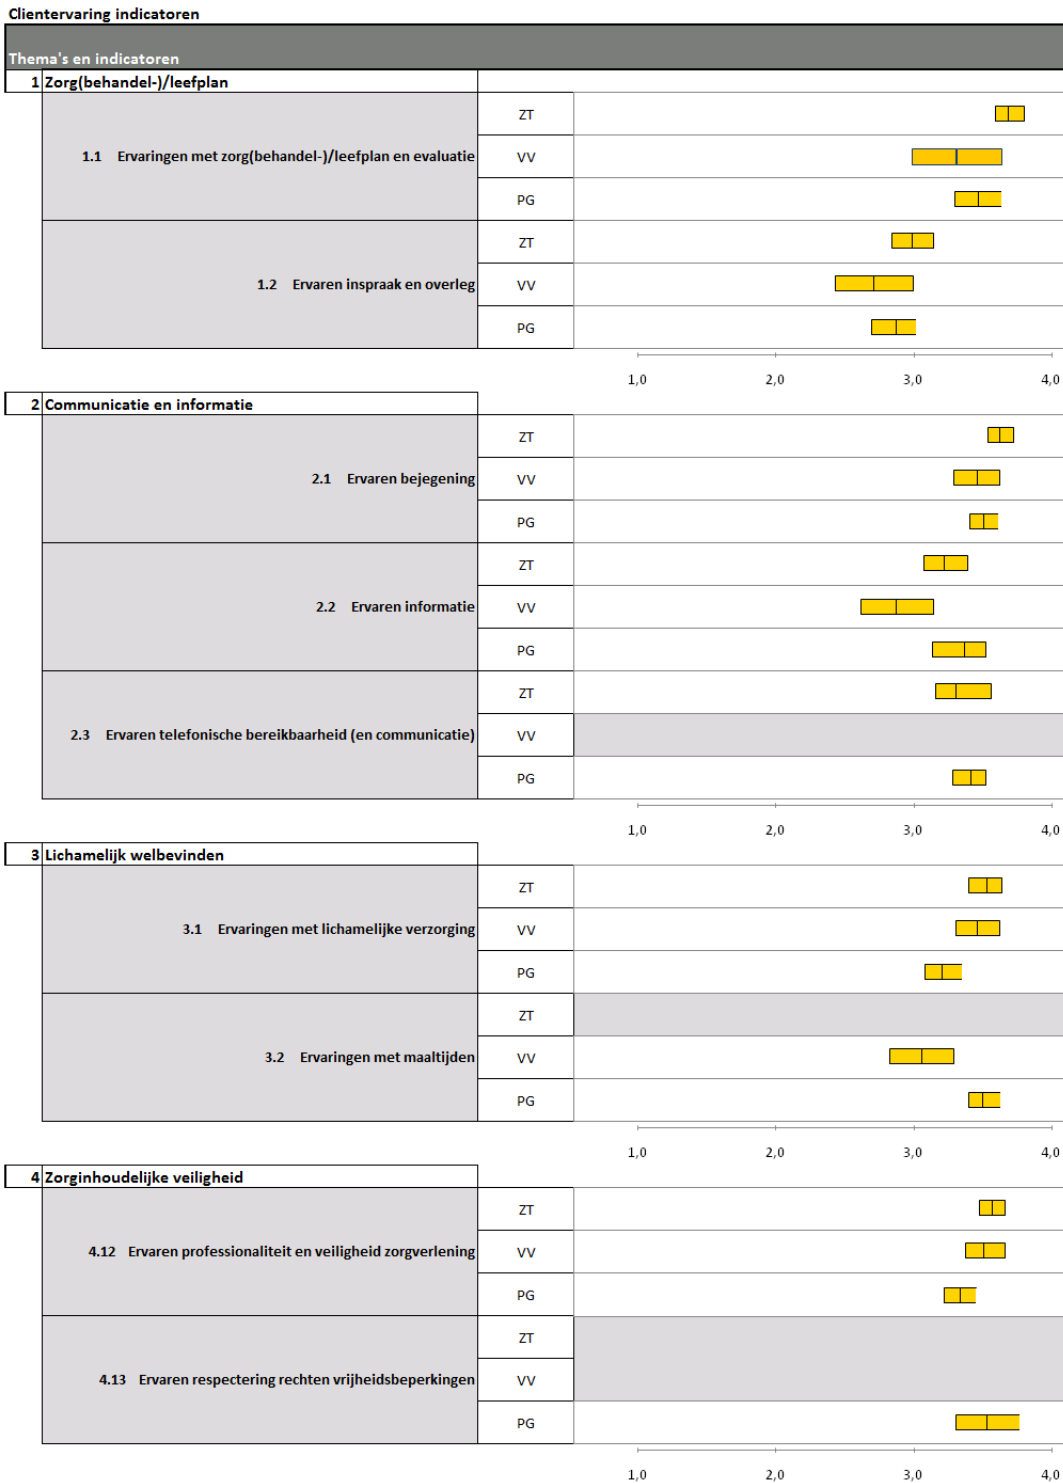 Clientervaring indicatoren
Thema's en indicatoren
1 Zorg(behandel-)/leefplan
ZT
1.1 Ervaringen met zorg(behandel-)/leefplan en evaluatie VV
PG
ZT
1.2 Ervaren inspraak en overleg VV
PG
1,0 2,0 3,0 4,0
2 Communicatie en informatie
ZT
2.1 Ervaren bejegening VV
PG
ZT
2.2 Ervaren informatie VV
PG
ZT
2.3 Ervaren telefonische bereikbaarheid (en communicatie) VV
PG
1,0 2,0 3,0 4,0
3 Lichamelijk welbevinden
ZT
3.1 Ervaringen met lichamelijke verzorging VV
PG
ZT
3.2 Ervaringen met maaltijden VV
PG
1,0 2,0 3,0 4,0
4 Zorginhoudelijke veiligheid
ZT
4.12 Ervaren professionaliteit en veiligheid zorgverlening VV
PG
ZT
4.13 Ervaren respectering rechten vrijheidsbeperkingen VV
PG
1,0 2,0 3,0 4,0